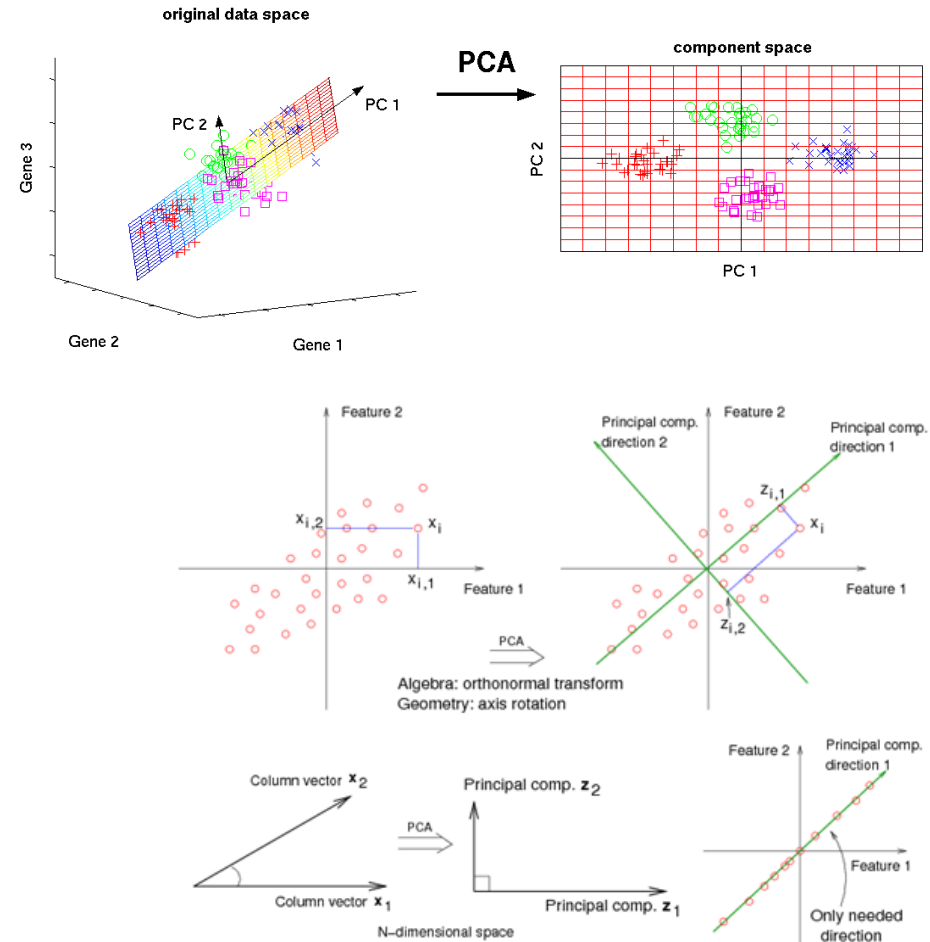 original data space
Gene 3
PC 2
PC 1
Gene 2
Gene 1
PCA
component space
PC 2
PC 1
Feature 2
x i,2
x i
x i,1
Feature 1
PCA
Algebra: orthonormal transform
Geometry: axis rotation
Principal comp.
direction 2
Feature 2
Principal comp.
direction 1
z i,1
x i
Feature 1
z i,2
Column vector x 2
Column vector x 1
PCA
Principal comp. z 2
Principal comp. z 1
N-dimensional space
Feature 2
Principal comp.
direction 1
Feature 1
Only needed
direction